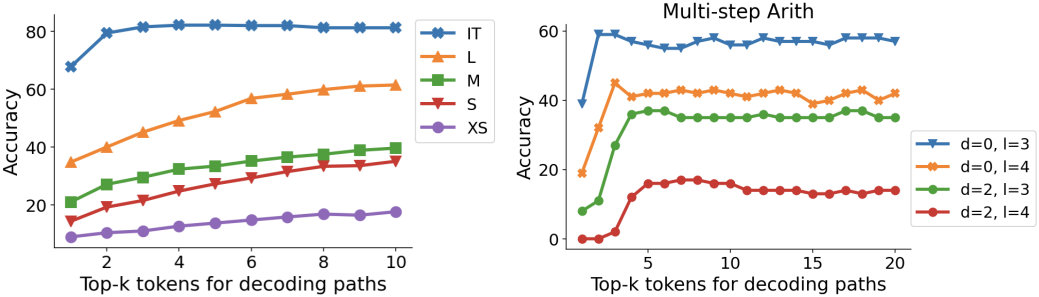 Accuracy
80
60
40
20
2
4
6
8
10
Top-k tokens for decoding paths
IT
L
M
S
XS
Multi-step Arith
Accuracy
60
40
20
0
5
10
15
20
Top-k tokens for decoding paths
d=0, l=3
d=0, l=4
d=2, l=3
d=2, l=4